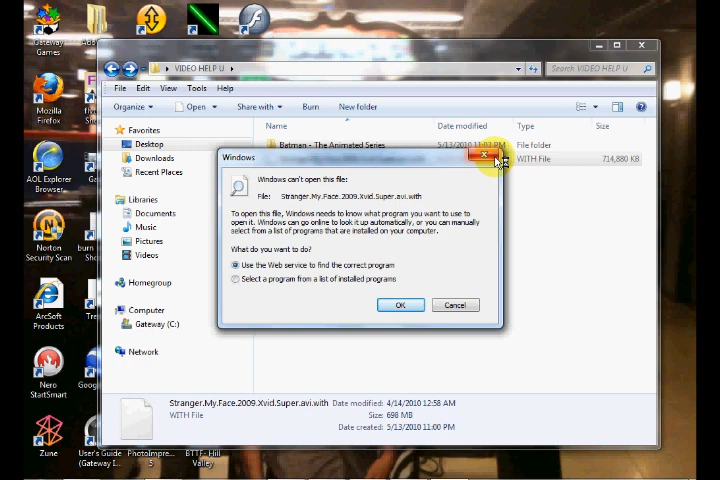 Gateway
Games
Mozilla
Firefox
AOL Explorer
Browser
Norton
Security Scan
burn
ArcSoft
Products
Tre
Nero
StartSmart
Goog
Zune
User's Guide
(Gateway I...
PhotoImpre...
5
BTTF- Hill
Valley
VIDEO HELP U
Search VIDEO HELP U
File Edit View Tools Help
Organize Open Share with Burn New folder
Name Date modified Type Size
Favorites
Desktop
Downloads
Recent Places
Libraries
Documents
Music
Pictures
Videos
Homegroup
Computer
Gateway (C:)
Network
Batman - The Animated Series 5/13/2010 11:02 PM File folder
WITH File 714,880 KB
Windows
Windows can't open this file:
File: Stranger.My.Face.2009.Xvid.Super.avi.with
To open this file, Windows needs to know what program you want to use to
open it. Windows can go online to look it up automatically, or you can manually
select from a list of programs that are installed on your computer.
What do you want to do?
Use the Web service to find the correct program
Select a program from a list of installed programs
OK Cancel
Stranger.My.Face.2009.Xvid.Super.avi.with Date modified: 4/14/2010 12:58 AM
WITH File Size: 698 MB
Date created: 5/13/2010 11:00 PM